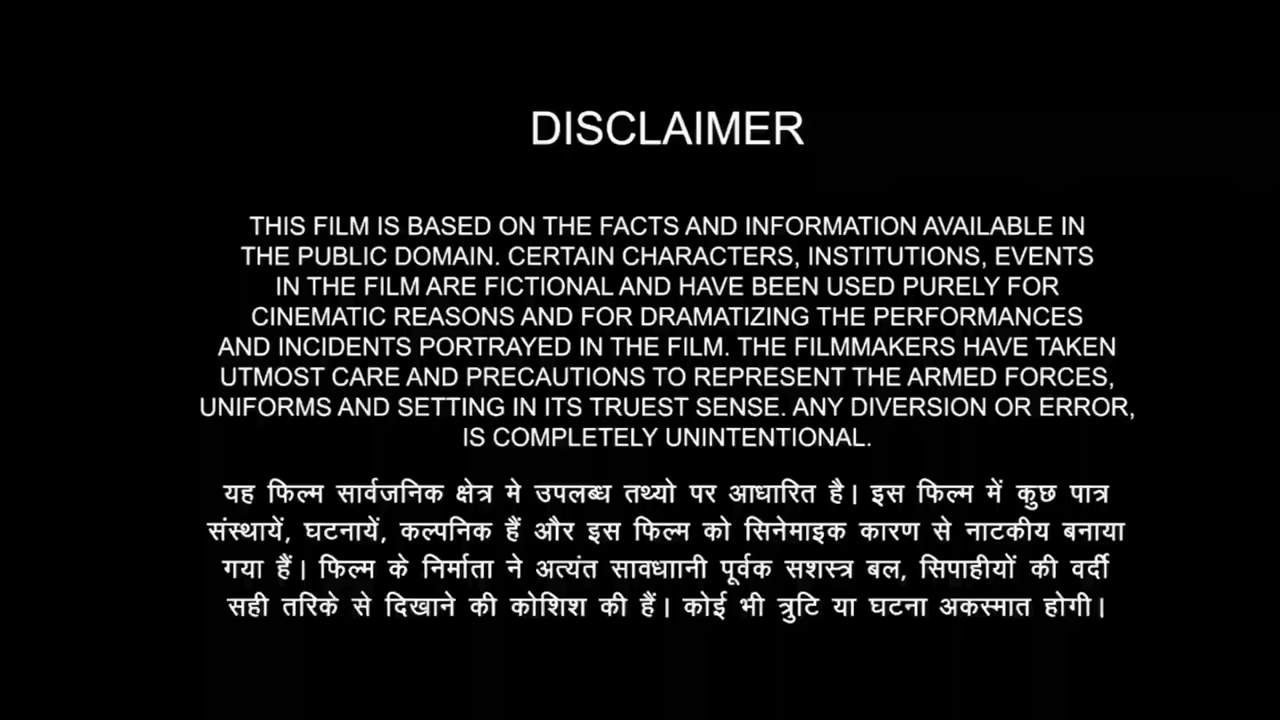 DISCLAIMER
THIS FILM IS BASED ON THE FACTS AND INFORMATION AVAILABLE IN
THE PUBLIC DOMAIN. CERTAIN CHARACTERS, INSTITUTIONS, EVENTS
IN THE FILM ARE FICTIONAL AND HAVE BEEN USED PURELY FOR
CINEMATIC REASONS AND FOR DRAMATIZING THE PERFORMANCES
AND INCIDENTS PORTRAYED IN THE FILM. THE FILMMAKERS HAVE TAKEN
UTMOST CARE AND PRECAUTIONS TO REPRESENT THE ARMED FORCES,
UNIFORMS AND SETTING IN ITS TRUEST SENSE. ANY DIVERSION OR ERROR,
IS COMPLETELY UNINTENTIONAL.
यह फिल्म सार्वजनिक क्षेत्र मे उपलब्ध तथ्यो पर आधारित है। इस फिल्म में कुछ पात्र
संस्थायें, घटनायें, कल्पनिक हैं और इस फिल्म को सिनेमाइक कारण से नाटकीय बनाया
गया हैं। फिल्म के निर्माता ने अत्यंत सावधाानी पूर्वक सशस्त्र बल, सिपाहीयों की वर्दी
सही तरिके से दिखाने की कोशिश की हैं। कोई भी त्रुटि या घटना अकस्मात होगी।